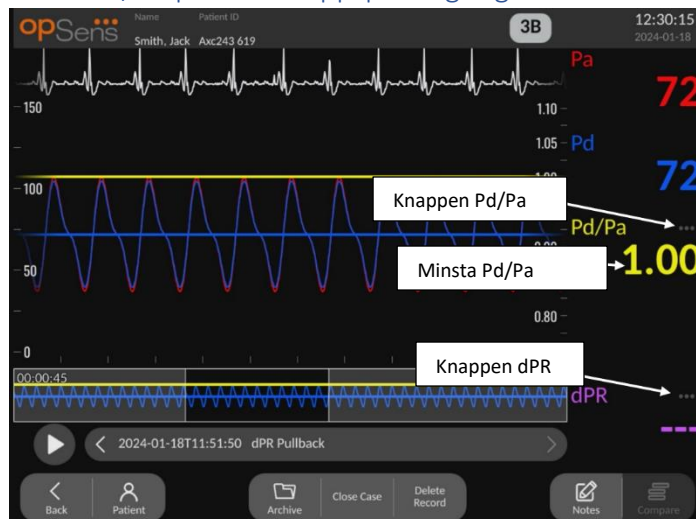 opSens
Name Patient ID
Smith, Jack Axc243 619
3B
12:30:15
2024-01-18
Pa
72
150
1.10
1.05
Pd
72
100
Knappen Pd/Pa
Pd/Pa
1.00
Minsta Pd/Pa
50
0.80
0
Knappen dPR
00:00:45
dPR
---
2024-01-18T11:51:50 dPR Pullback
Back
Patient
Archive
Close Case
Delete
Record
Notes
Compare